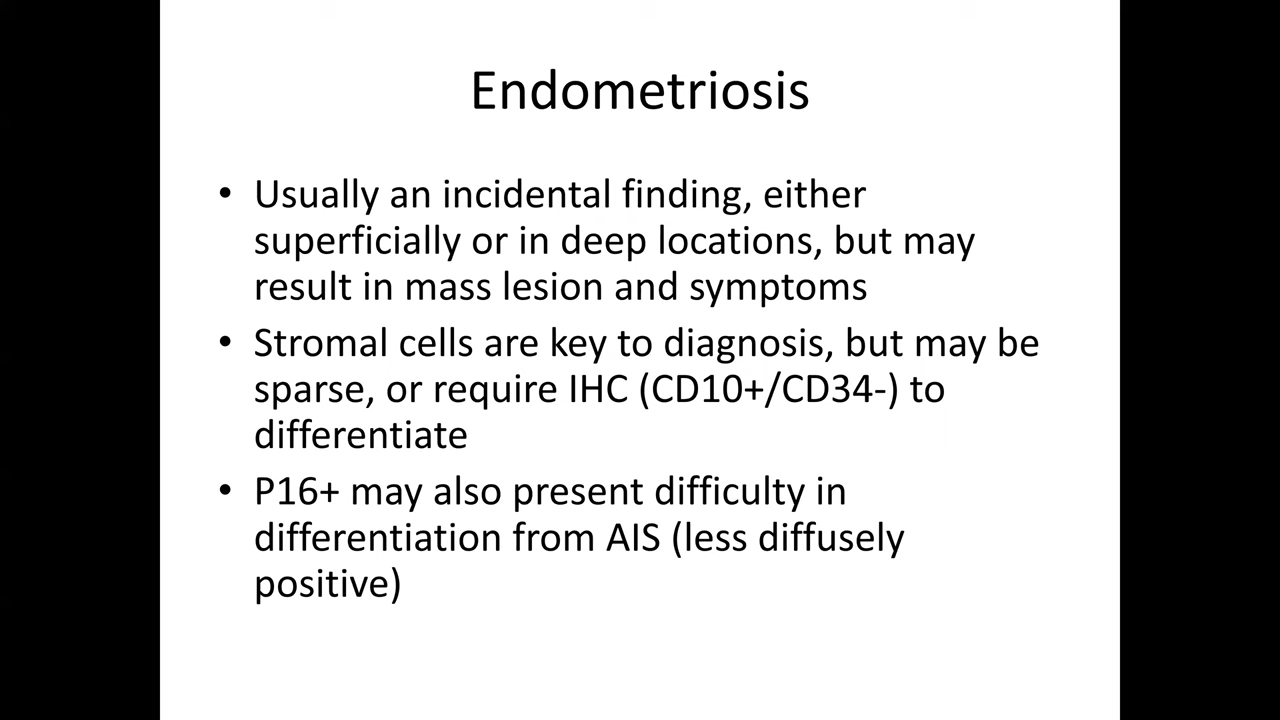 Endometriosis
• Usually an incidental finding, either
superficially or in deep locations, but may
result in mass lesion and symptoms
• Stromal cells are key to diagnosis, but may be
sparse, or require IHC (CD10+/CD34-) to
differentiate
• P16+ may also present difficulty in
differentiation from AIS (less diffusely
positive)